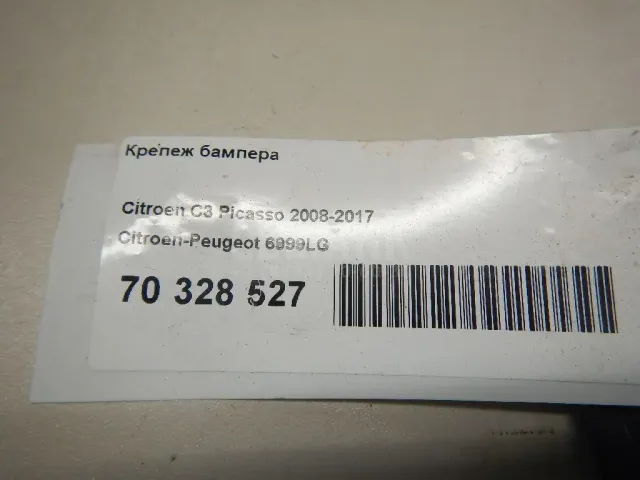 Крепеж бампера
Citroen C3 Picasso 2008-2017
Citroen-Peugeot 6999LG
70 328 527